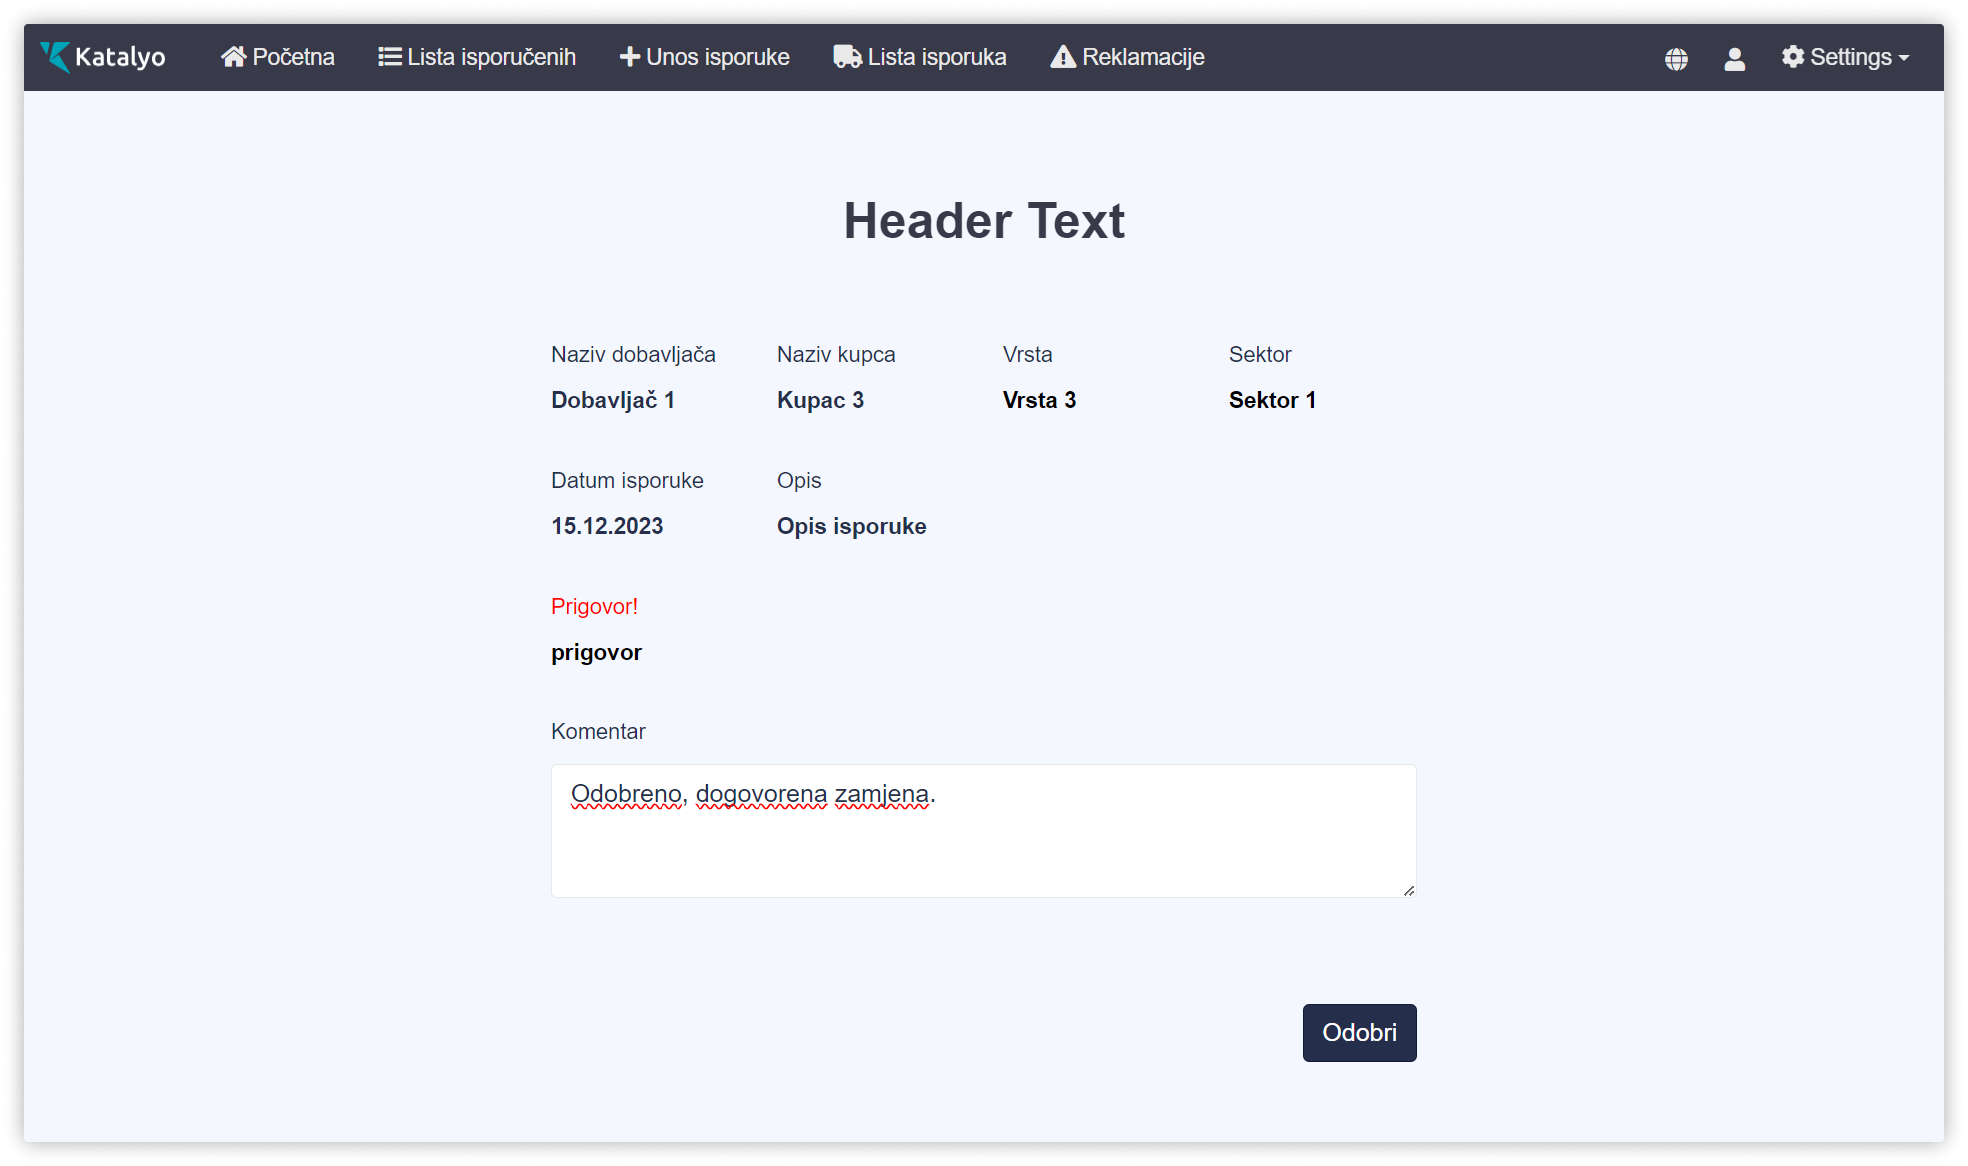 Katalyo Početna Lista isporučenih Unos isporuke Lista isporuka Reklamacije Settings
Header Text
Naziv dobavljača Naziv kupca Vrsta Sektor
Dobavljač 1 Kupac 3 Vrsta 3 Sektor 1
Datum isporuke Opis
15.12.2023 Opis isporuke
Prigovor!
prigovor
Komentar
Odobreno, dogovorena zamjena.
Odobri